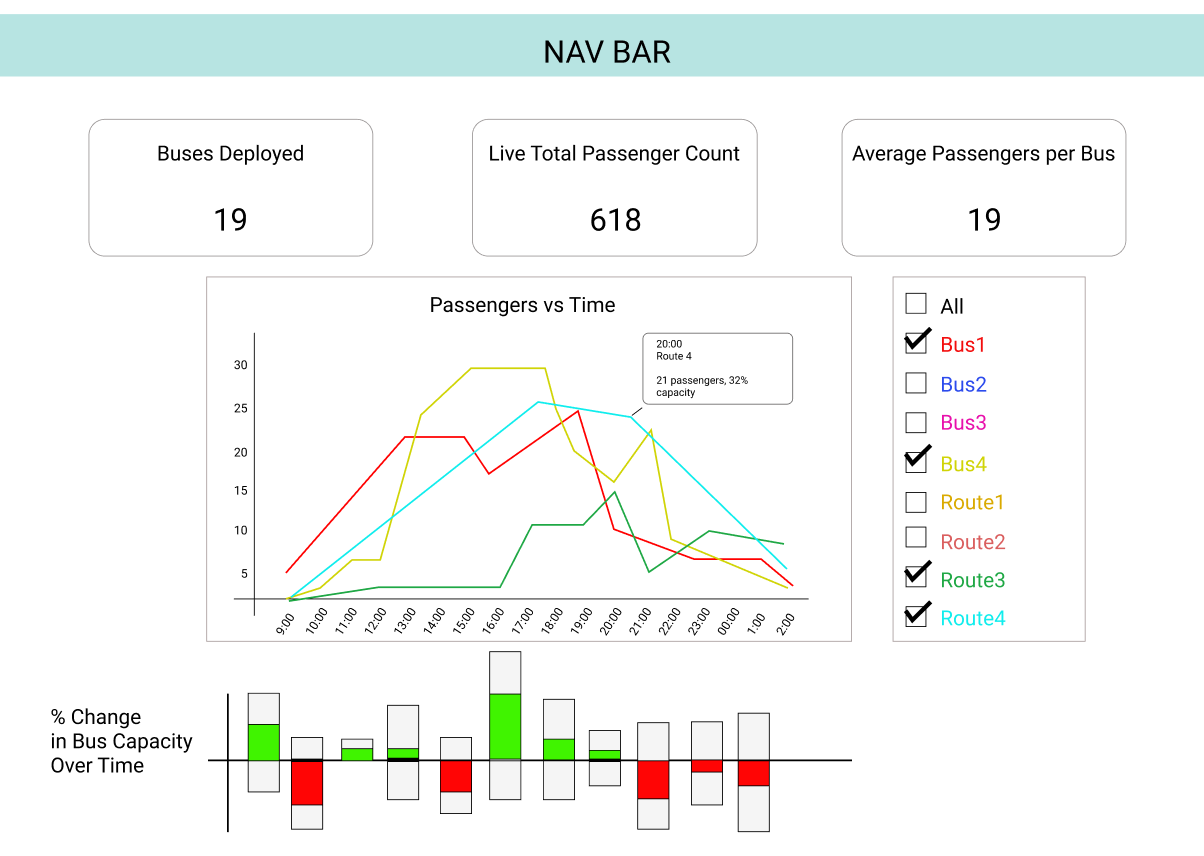 NAV BAR
Buses Deployed
19
Live Total Passenger Count
618
Average Passengers per Bus
19
Passengers vs Time
30
25
20
15
10
5
20:00
Route 4
21 passengers, 32%
capacity
9:00
10:00
11:00
12:00
13:00
14:00
15:00
16:00
17:00
18:00
19:00
20:00
21:00
22:00
23:00
00:00
1:00
2:00
All
Bus1
Bus2
Bus3
Bus4
Route1
Route2
Route3
Route4
% Change
in Bus Capacity
Over Time